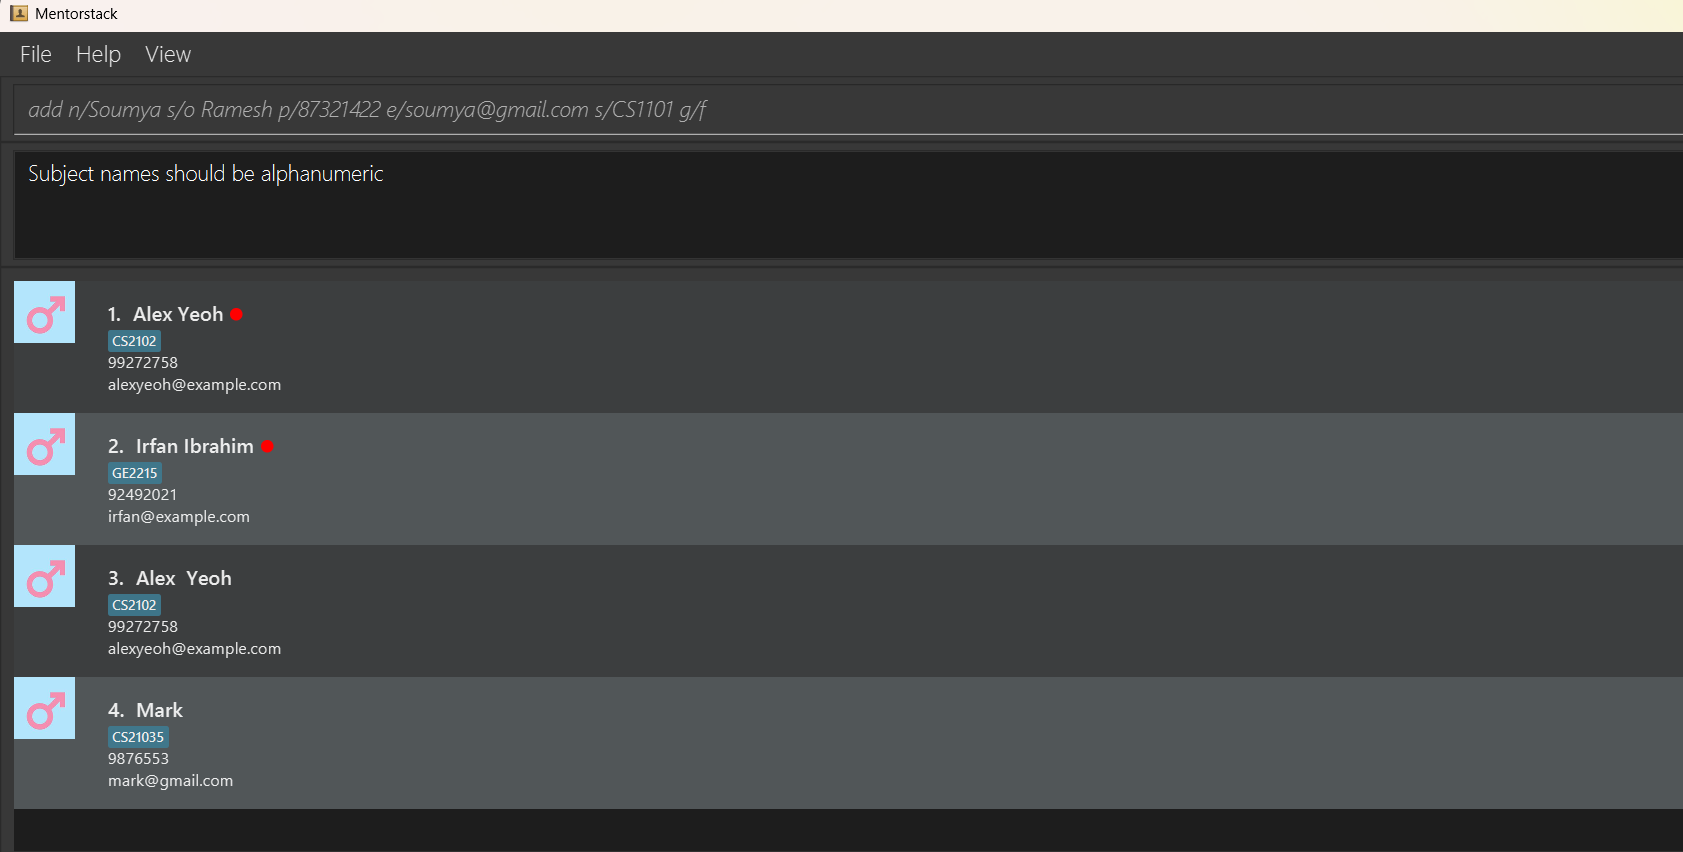 Mentorstack
File Help View
add n/Soumya s/o Ramesh p/87321422 e/soumya@gmail.com s/CS1101 g/f
Subject names should be alphanumeric
1. Alex Yeoh
CS2102
99272758
alexyeoh@example.com
2. Irfan Ibrahim
GE2215
92492021
irfan@example.com
3. Alex  Yeoh
CS2102
99272758
alexyeoh@example.com
4. Mark
CS21035
9876553
mark@gmail.com